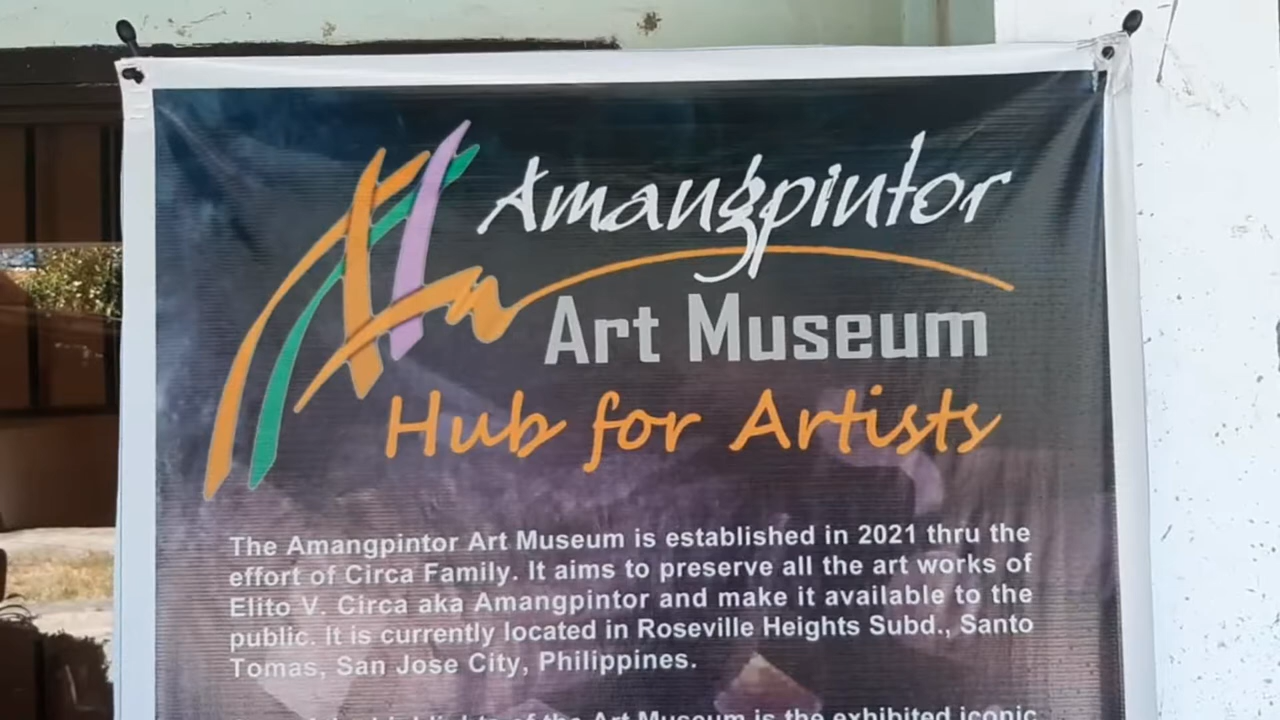 Amangpintor
Art Museum
Hub for Artists
The Amangpintor Art Museum is established in 2021 thru the
effort of Circa Family. It aims to preserve all the art works of
Elito V. Circa aka Amangpintor and make it available to the
public. It is currently located in Roseville Heights Subd., Santo
Tomas, San Jose City, Philippines.
highlights of the Art Museum is the exhibited iconic